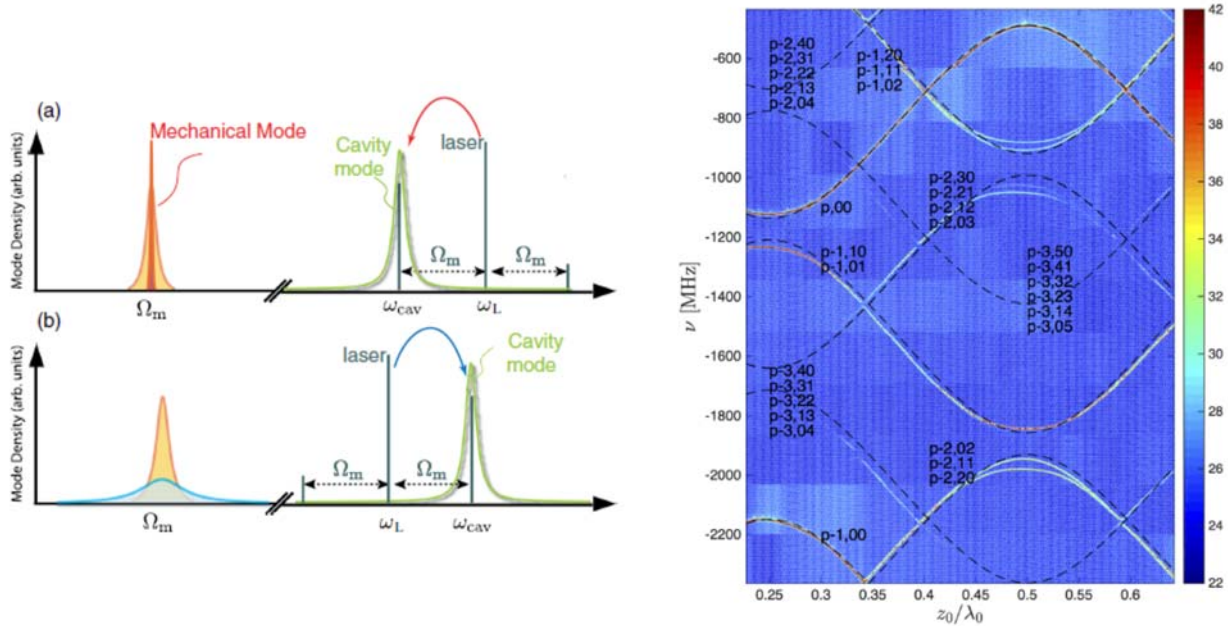 (a)
Mode Density (arb. units)
Mechanical Mode
Cavity
mode
laser
Ωm
Ωm
Ωm
ωcav
ωL
(b)
Mode Density (arb. units)
laser
Cavity
mode
Ωm
Ωm
Ωm
ωL
ωcav
ν [MHz]
-600
-800
-1000
-1200
-1400
-1600
-1800
-2000
-2200
p-2,40
p-2,31
p-2,22
p-2,13
p-2,04
p-1,20
p-1,11
p-1,02
p,00
p-2,30
p-2,21
p-2,12
p-2,03
p-1,10
p-1,01
p-3,50
p-3,41
p-3,32
p-3,23
p-3,14
p-3,05
p-3,40
p-3,31
p-3,22
p-3,13
p-3,04
p-2,02
p-2,11
p-2,20
p-1,00
0.25 0.3 0.35 0.4 0.45 0.5 0.55 0.6
z0/λ0
42
40
38
36
34
32
30
28
26
24
22